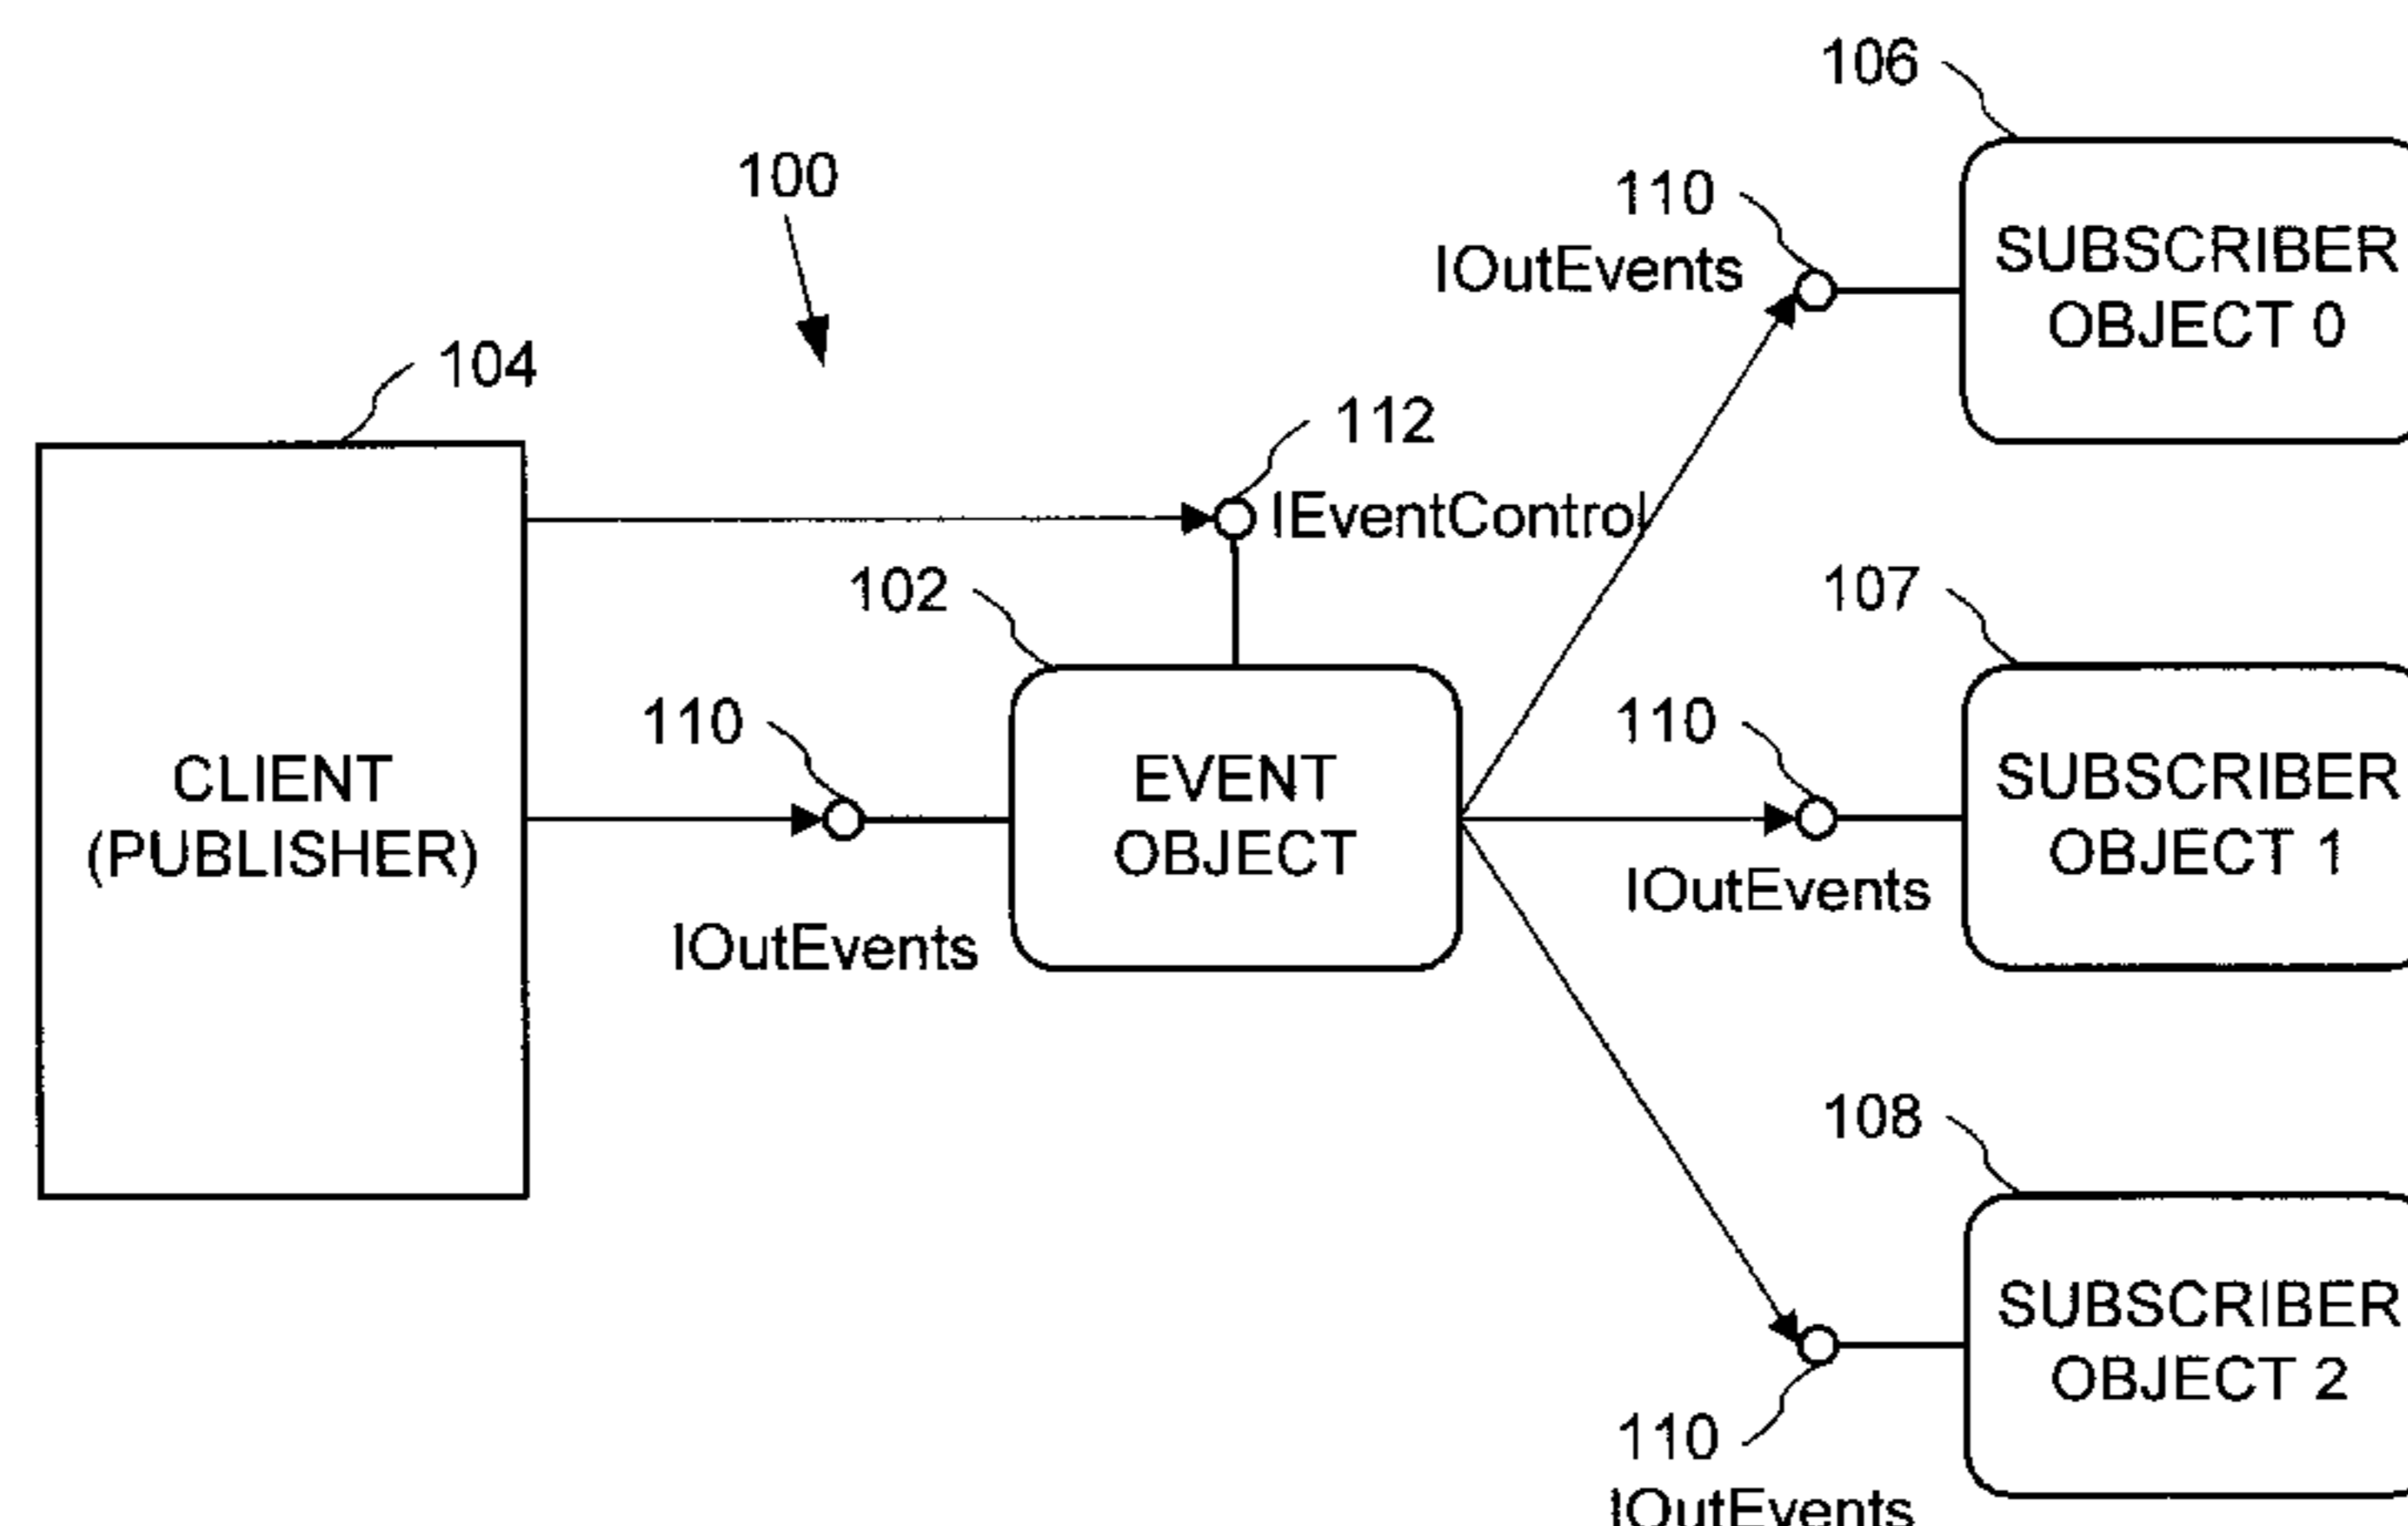 106
100
110
IOutEvents
SUBSCRIBER
OBJECT 0
104
112
IEventControl
102
107
110
110
CLIENT
(PUBLISHER)
EVENT
OBJECT
SUBSCRIBER
OBJECT 1
IOutEvents
IOutEvents
108
SUBSCRIBER
OBJECT 2
110
IOutEvents